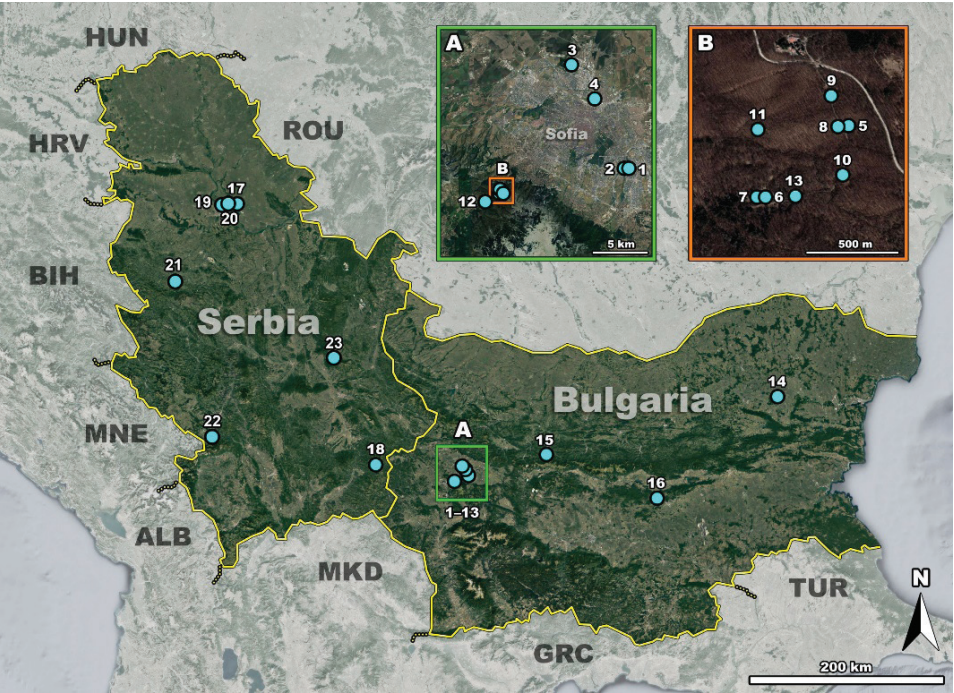 HUN
A
B
3
9
4
11
8
5
HRV
ROU
Sofia
2
1
10
B
17
13
19
12
7
6
20
5 km
500 m
BIH
21
Serbia
23
14
Bulgaria
MNE
22
A
15
18
16
1–13
ALB
MKD
N
TUR
GRC
200 km